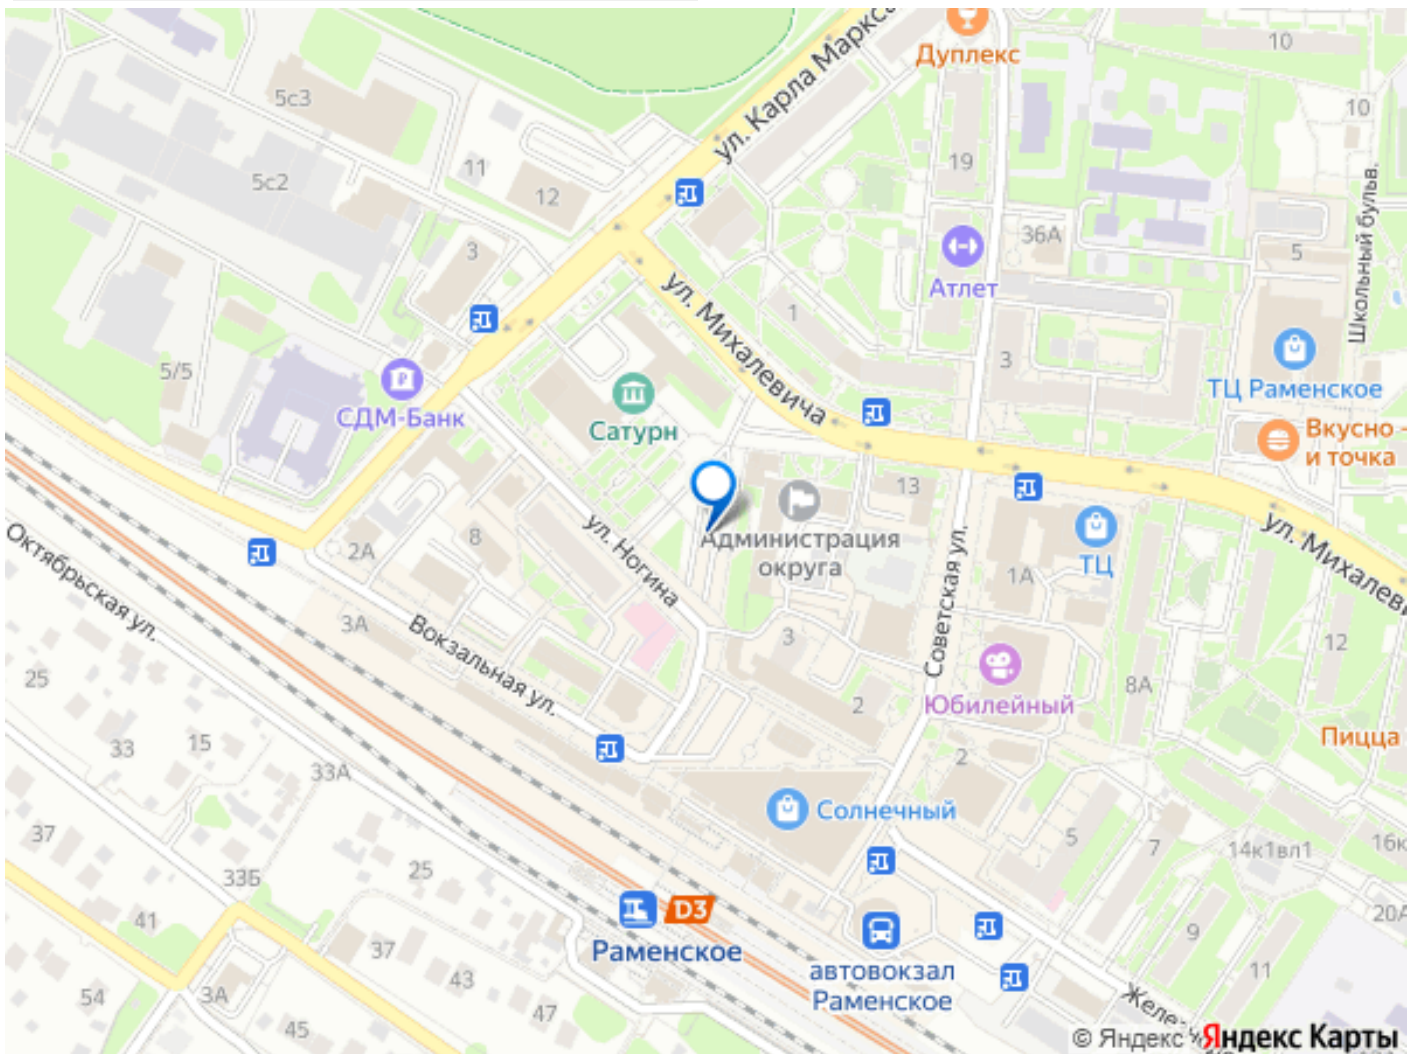 Дуплекс
10
ул. Карла Маркса
5с3
10
11
19
5с2
12
Школьный бульв.
36А
3
5
Атлет
ул. Михалевича
1
3
5/5
СДМ-Банк
ТЦ Раменское
Сатурн
Вкусно -
и точка
13
Администрация
округа
ул. Ногина
ул. Михалеви
8
2А
ТЦ
Октябрьская ул.
1А
Советская ул.
3А
Вокзальная ул.
3
12
25
8А
2
Юбилейный
Пицца
33
15
2
33А
Солнечный
37
5
7
14к1вл1
16к
25
33Б
D3
20А
41
Раменское
37
9
автовокзал
Раменское
43
11
54
3А
47
45
Желе
© Яндекс
Яндекс Карты